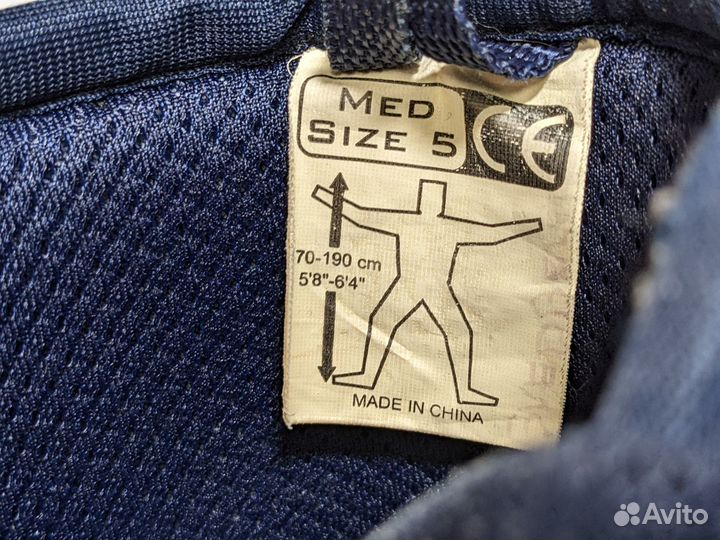 MED
SIZE 5
CE
70-190 cm
5'8"-6'4"
MADE IN CHINA
Avito